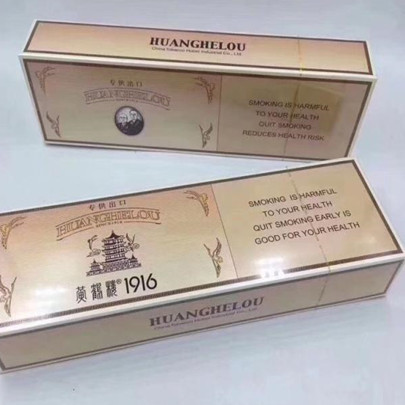 HUANGHELOU
China Tobacco Hubei Industrial Co., Ltd.
专供出口
HUANGHELOU
SMOKING IS HARMFUL
TO YOUR HEALTH
QUIT SMOKING
REDUCES HEALTH RISK
专供出口
HUANGHELOU
黄鹤楼® 1916
SMOKING IS HARMFUL
TO YOUR HEALTH
QUIT SMOKING EARLY IS
GOOD FOR YOUR HEALTH
HUANGHELOU
China Tobacco Hubei Industrial Co., Ltd.